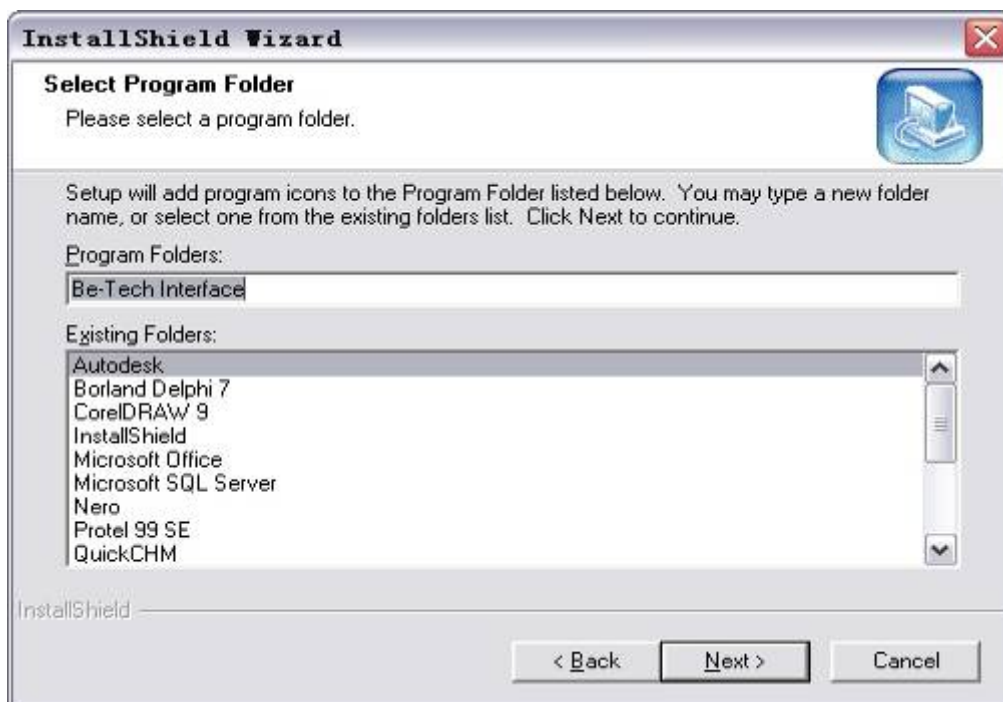 InstallShield Wizard
Select Program Folder
Please select a program folder.
Setup will add program icons to the Program Folder listed below.  You may type a new folder
name, or select one from the existing folders list.  Click Next to continue.
Program Folders:
Be-Tech Interface
Existing Folders:
Autodesk
Borland Delphi 7
CorelDRAW 9
InstallShield
Microsoft Office
Microsoft SQL Server
Nero
Protel 99 SE
QuickCHM
InstallShield
< Back
Next >
Cancel